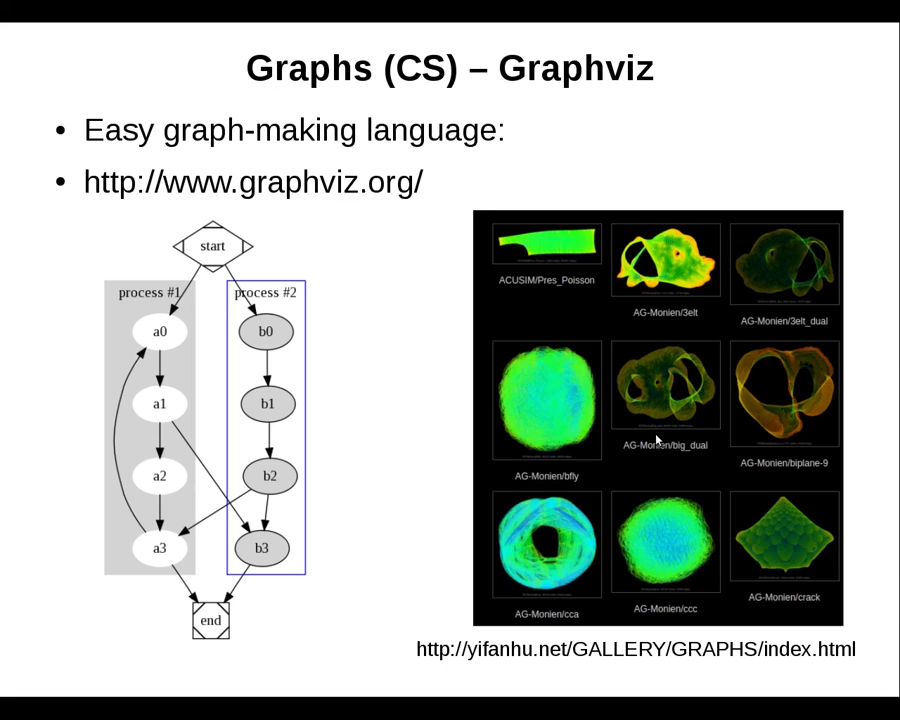 Graphs (CS) – Graphviz
• Easy graph-making language:
• http://www.graphviz.org/
start
process #1
process #2
a0
b0
a1
b1
a2
b2
a3
b3
end
ACUSIM/Pres_Poisson
AG-Monien/3elt
AG-Monien/3elt_dual
AG-Monien/bfly
AG-Monien/big_dual
AG-Monien/biplane-9
AG-Monien/cca
AG-Monien/ccc
AG-Monien/crack
http://yifanhu.net/GALLERY/GRAPHS/index.html